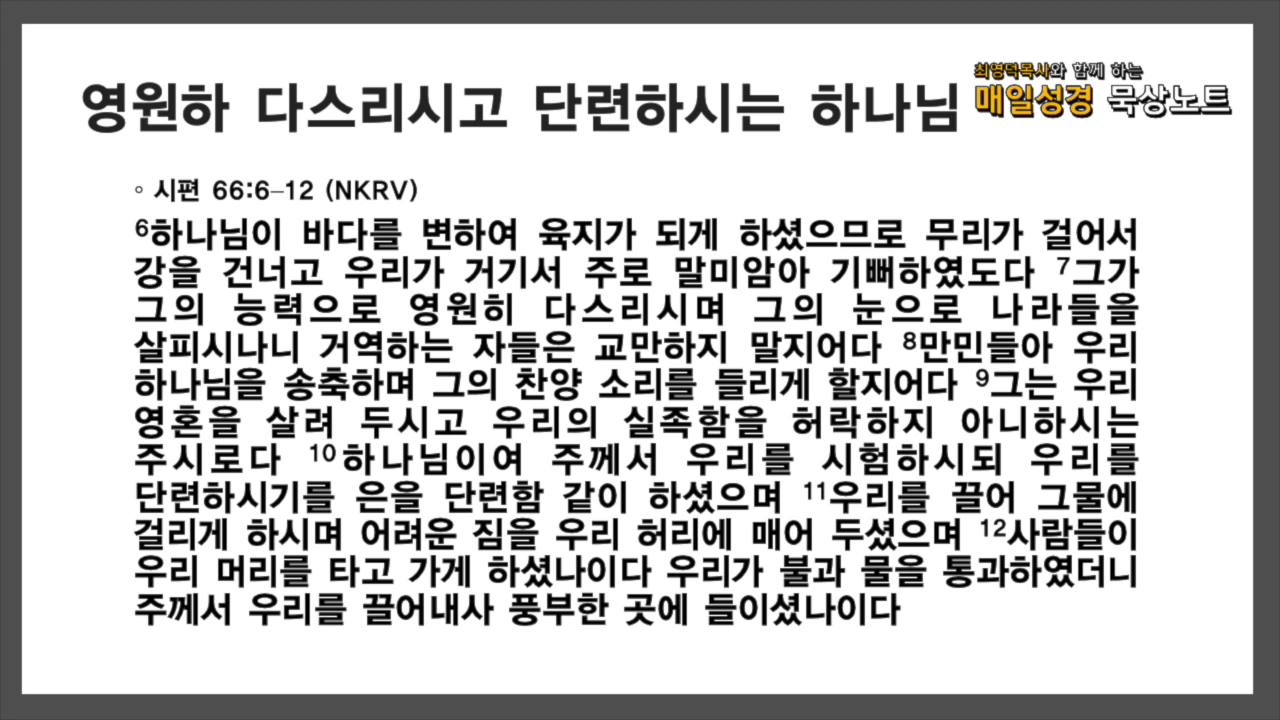 영원하 다스리시고 단련하시는 하나님
최영덕목사와 함께 하는
매일성경 묵상노트
◦ 시편 66:6–12 (NKRV)
⁶하나님이 바다를 변하여 육지가 되게 하셨으므로 무리가 걸어서
강을 건너고 우리가 거기서 주로 말미암아 기뻐하였도다 ⁷그가
그의 능력으로 영원히 다스리시며 그의 눈으로 나라들을
살피시나니 거역하는 자들은 교만하지 말지어다 ⁸만민들아 우리
하나님을 송축하며 그의 찬양 소리를 들리게 할지어다 ⁹그는 우리
영혼을 살려 두시고 우리의 실족함을 허락하지 아니하시는
주시로다 ¹⁰하나님이여 주께서 우리를 시험하시되 우리를
단련하시기를 은을 단련함 같이 하셨으며 ¹¹우리를 끌어 그물에
걸리게 하시며 어려운 짐을 우리 허리에 매어 두셨으며 ¹²사람들이
우리 머리를 타고 가게 하셨나이다 우리가 불과 물을 통과하였더니
주께서 우리를 끌어내사 풍부한 곳에 들이셨나이다